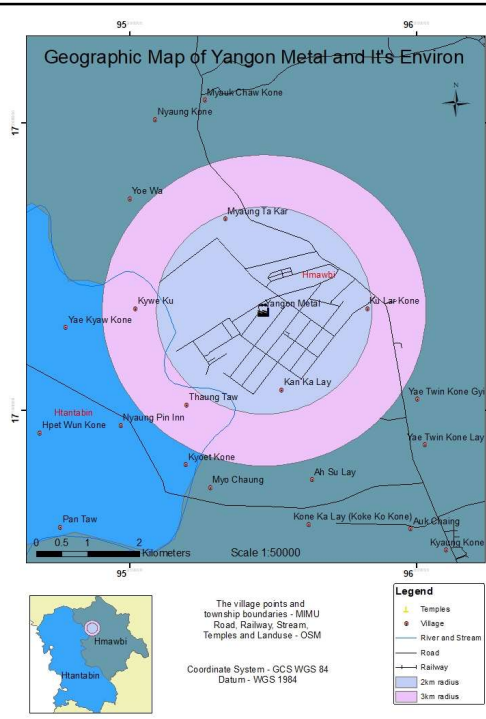 95
96
Geographic Map of Yangon Metal and It's Environ
N
Myauk Chaw Kone
Nyaung Kone
17
Yoe Wa
Myaung Ta Kar
Hmawbi
Kywe Ku
Yangon Metal
Ku Lar Kone
Yae Kyaw Kone
Kan Ka Lay
Yae Twin Kone Gyi
Thaung Taw
17
Htantabin
Nyaung Pin Inn
Hpet Wun Kone
Yae Twin Kone Lay
Kyoet Kone
Myo Chaung
Ah Su Lay
Pan Taw
Kone Ka Lay (Koke Ko Kone)
Auk Chaing
Kyaung Kone
0 0.5 1 2
Kilometers
Scale 1:50000
95
96
Hmawbi
Htantabin
The village points and
township boundaries - MIMU
Road, Railway, Stream,
Temples and Landuse - OSM
Coordinate System - GCS WGS 84
Datum - WGS 1984
Legend
Temples
Village
River and Stream
Road
Railway
2km radius
3km radius